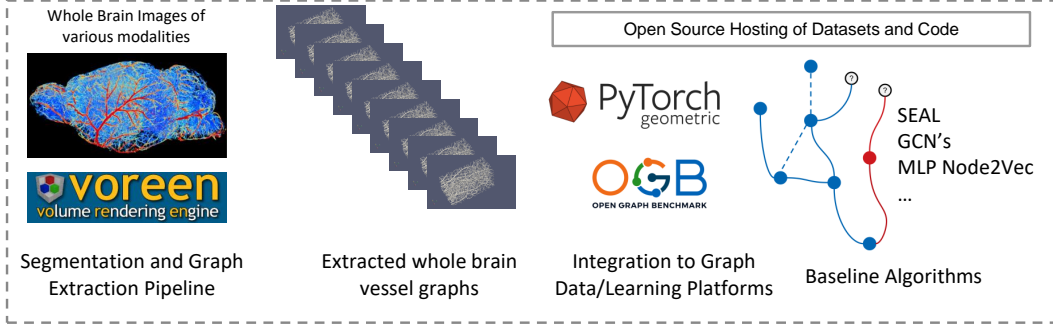 Whole Brain Images of
various modalities
voreen
volume rendering engine
Segmentation and Graph
Extraction Pipeline
Extracted whole brain
vessel graphs
Open Source Hosting of Datasets and Code
PyTorch
geometric
OGB
OPEN GRAPH BENCHMARK
Integration to Graph
Data/Learning Platforms
?
?
SEAL
GCN's
MLP Node2Vec
...
Baseline Algorithms